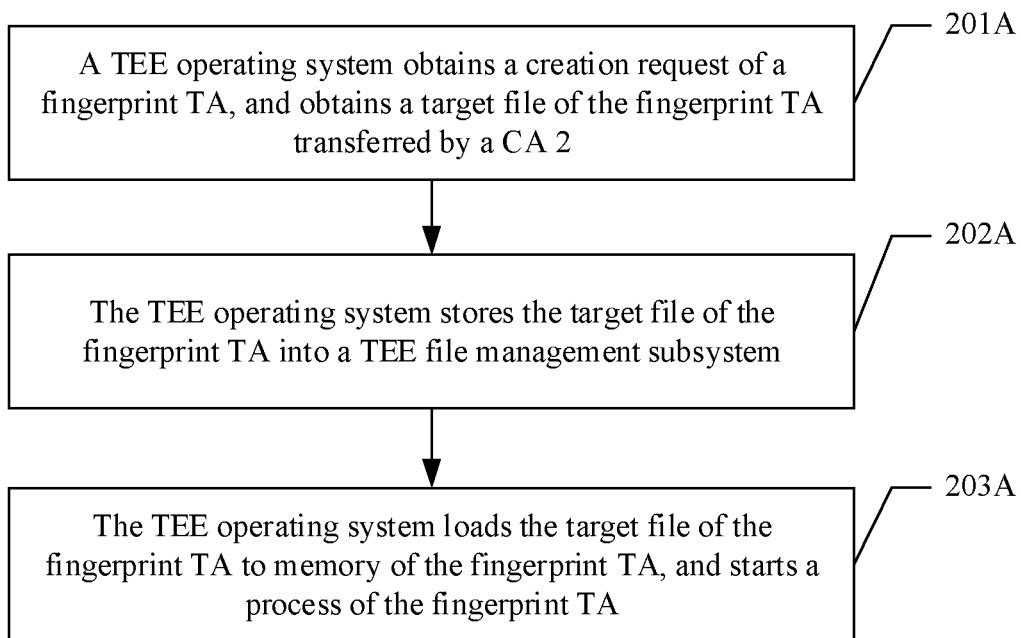 201A
A TEE operating system obtains a creation request of a
fingerprint TA, and obtains a target file of the fingerprint TA
transferred by a CA 2
202A
The TEE operating system stores the target file of the
fingerprint TA into a TEE file management subsystem
203A
The TEE operating system loads the target file of the
fingerprint TA to memory of the fingerprint TA, and starts a
process of the fingerprint TA